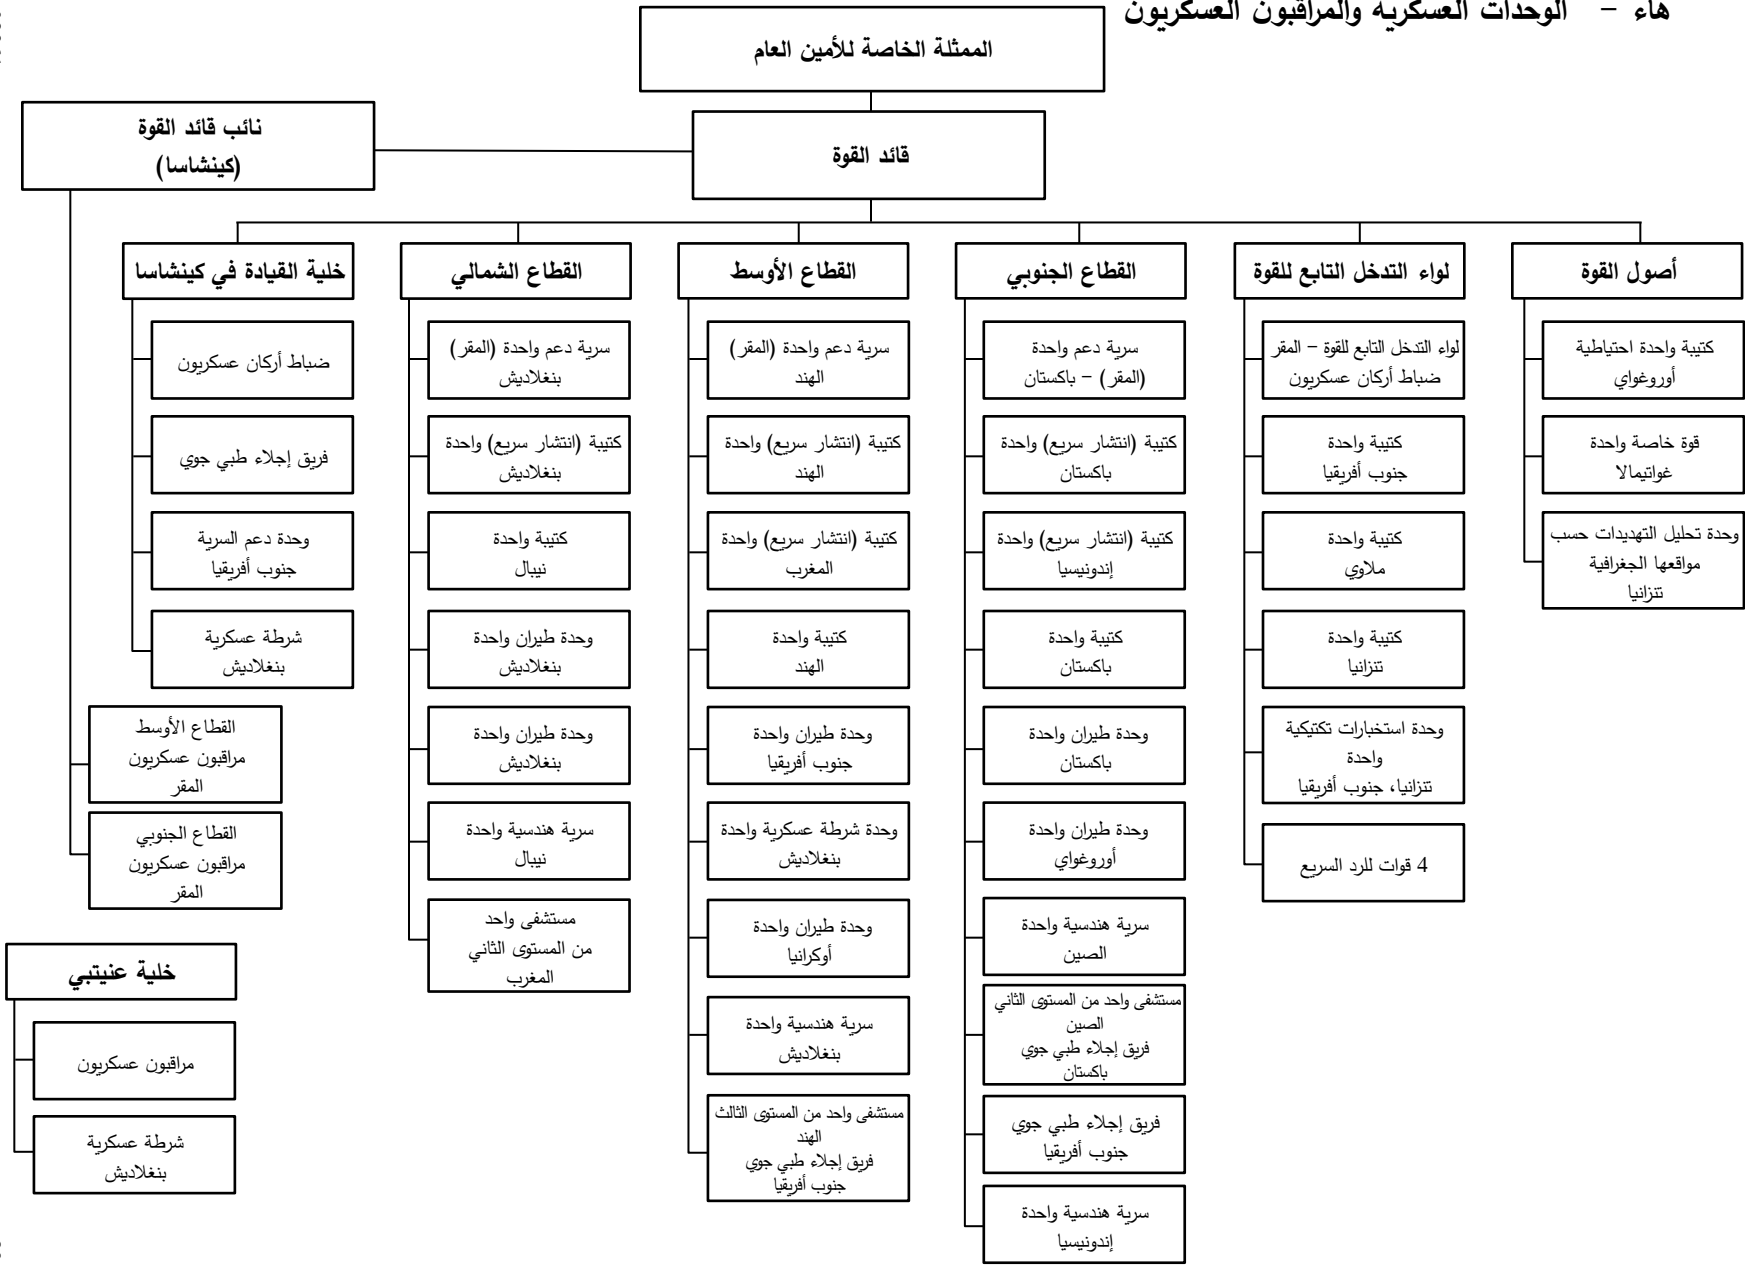 هاء – الوحدات العسكرية والمراقبون العسكريون
الممثلة الخاصة للأمين العام
قائد القوة
نائب قائد القوة
(كينشاسا)
أصول القوة
كتيبة واحدة احتياطية
أوروغواي
قوة خاصة واحدة
غواتيمالا
وحدة تحليل التهديدات حسب
مواقعها الجغرافية
تنزانيا
لواء التدخل التابع للقوة
لواء التدخل التابع للقوة – المقر
ضباط أركان عسكريون
كتيبة واحدة
جنوب أفريقيا
كتيبة واحدة
ملاوي
كتيبة واحدة
تنزانيا
وحدة استخبارات تكتيكية
واحدة
تنزانيا، جنوب أفريقيا
4 قوات للرد السريع
القطاع الجنوبي
سرية دعم واحدة
(المقر) – باكستان
كتيبة (انتشار سريع) واحدة
باكستان
كتيبة (انتشار سريع) واحدة
إندونيسيا
كتيبة واحدة
باكستان
وحدة طيران واحدة
باكستان
وحدة طيران واحدة
أوروغواي
سرية هندسية واحدة
الصين
مستشفى واحد من المستوى الثاني
الصين
فريق إجلاء طبي جوي
باكستان
فريق إجلاء طبي جوي
جنوب أفريقيا
سرية هندسية واحدة
إندونيسيا
القطاع الأوسط
سرية دعم واحدة (المقر)
الهند
كتيبة (انتشار سريع) واحدة
الهند
كتيبة (انتشار سريع) واحدة
المغرب
كتيبة واحدة
الهند
وحدة طيران واحدة
جنوب أفريقيا
وحدة شرطة عسكرية واحدة
بنغلاديش
وحدة طيران واحدة
أوكرانيا
سرية هندسية واحدة
بنغلاديش
مستشفى واحد من المستوى الثالث
الهند
فريق إجلاء طبي جوي
جنوب أفريقيا
القطاع الشمالي
سرية دعم واحدة (المقر)
بنغلاديش
كتيبة (انتشار سريع) واحدة
بنغلاديش
كتيبة واحدة
نيبال
وحدة طيران واحدة
بنغلاديش
وحدة طيران واحدة
بنغلاديش
سرية هندسية واحدة
نيبال
مستشفى واحد
من المستوى الثاني
المغرب
خلية القيادة في كينشاسا
ضباط أركان عسكريون
فريق إجلاء طبي جوي
وحدة دعم السرية
جنوب أفريقيا
شرطة عسكرية
بنغلاديش
القطاع الأوسط
مراقبون عسكريون
المقر
القطاع الجنوبي
مراقبون عسكريون
المقر
خلية عنيتبي
مراقبون عسكريون
شرطة عسكرية
بنغلاديش